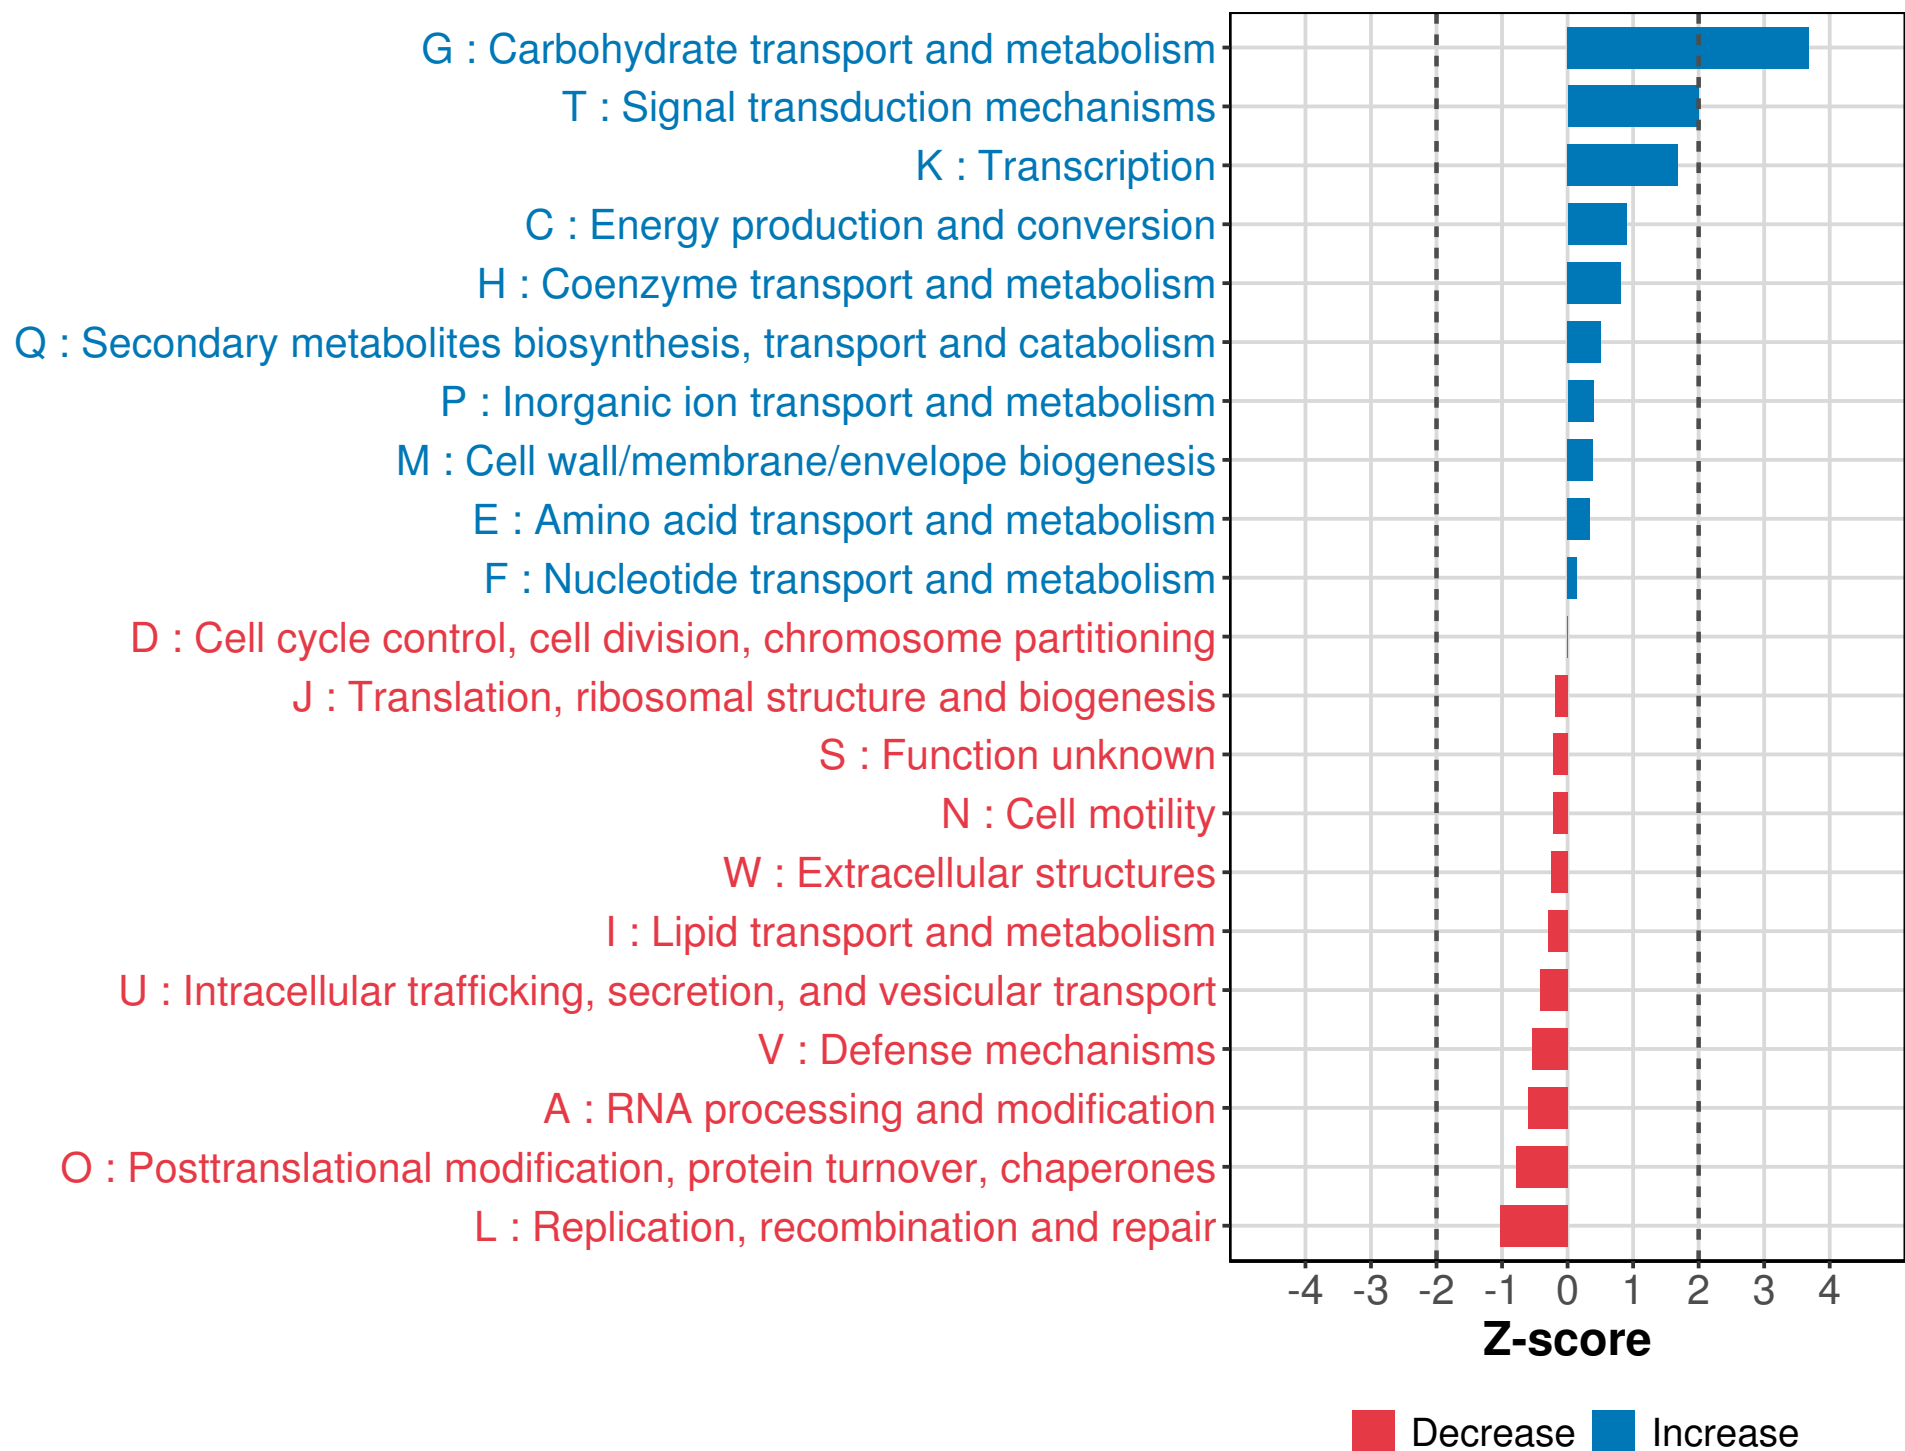 G : Carbohydrate transport and metabolism
T : Signal transduction mechanisms
K : Transcription
C : Energy production and conversion
H : Coenzyme transport and metabolism
Q : Secondary metabolites biosynthesis, transport and catabolism
P : Inorganic ion transport and metabolism
M : Cell wall/membrane/envelope biogenesis
E : Amino acid transport and metabolism
F : Nucleotide transport and metabolism
D : Cell cycle control, cell division, chromosome partitioning
J : Translation, ribosomal structure and biogenesis
S : Function unknown
N : Cell motility
W : Extracellular structures
I : Lipid transport and metabolism
U : Intracellular trafficking, secretion, and vesicular transport
V : Defense mechanisms
A : RNA processing and modification
O : Posttranslational modification, protein turnover, chaperones
L : Replication, recombination and repair
-4 -3 -2 -1 0 1 2 3 4
Z-score
Decrease Increase